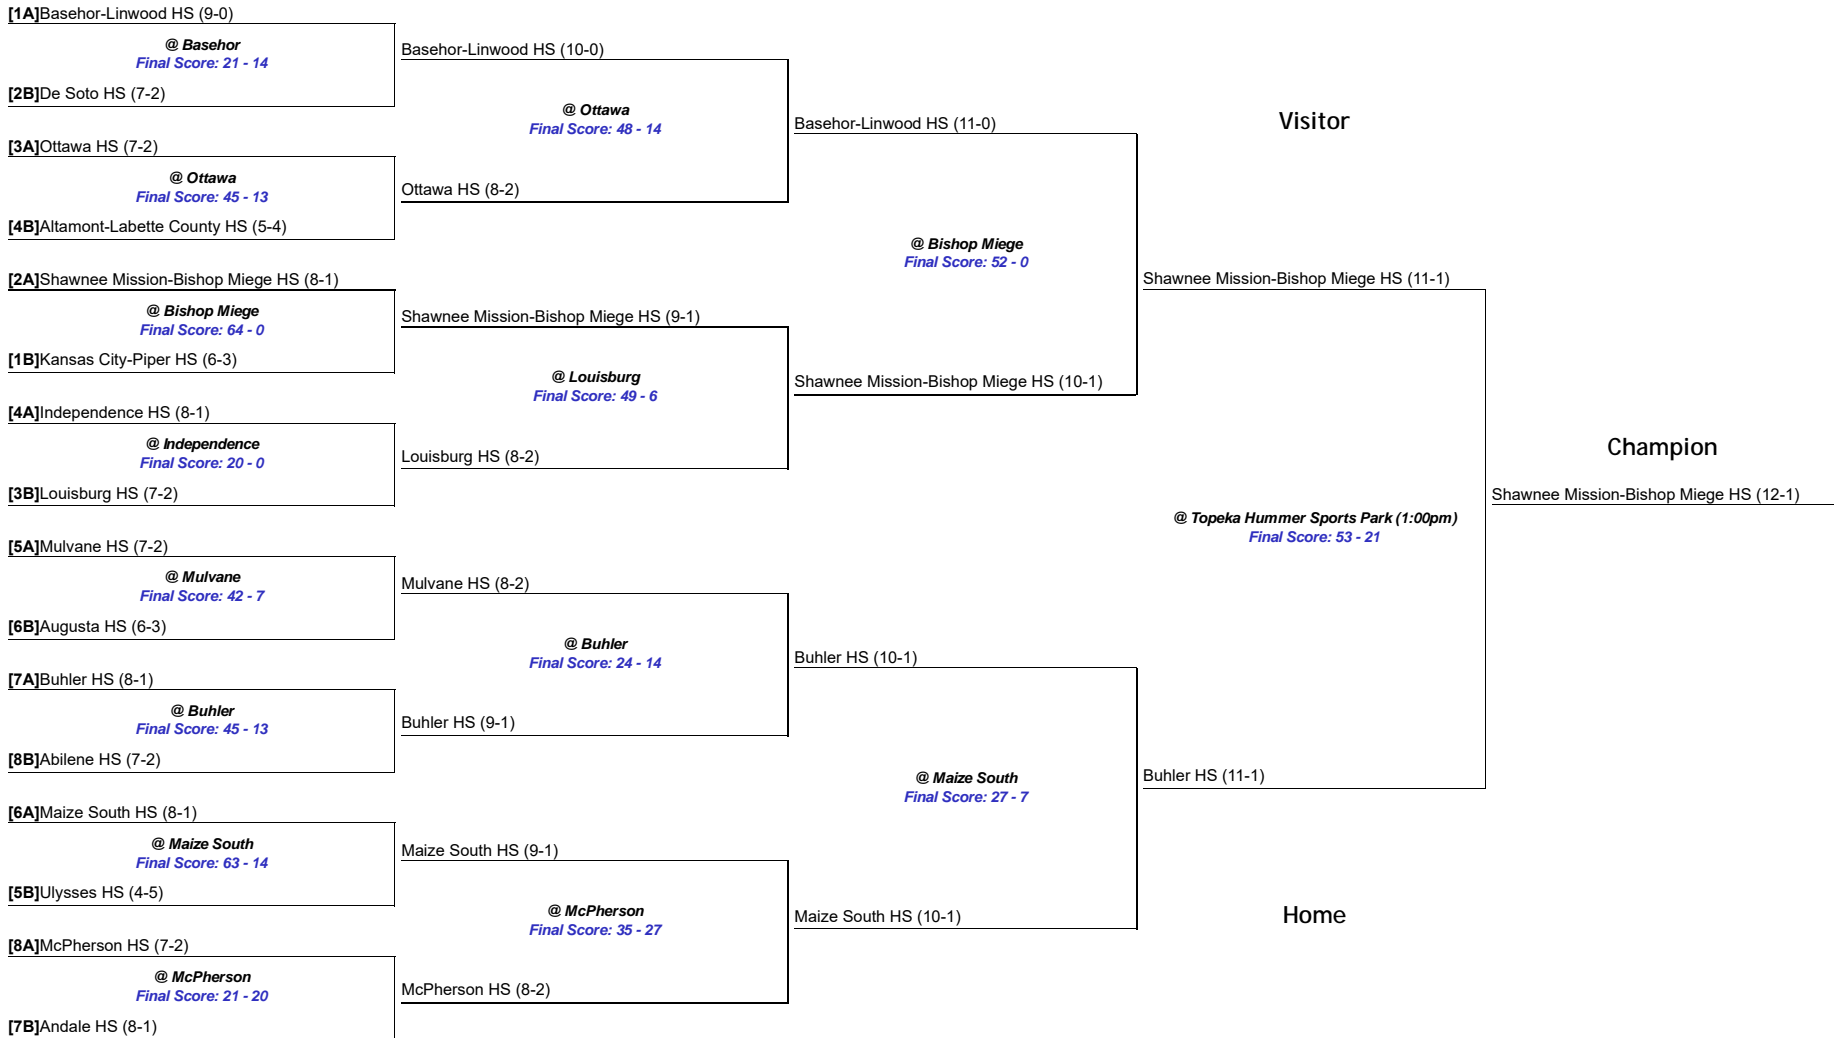 [1A]Basehor-Linwood HS (9-0)
@ Basehor
Final Score: 21 - 14
[2B]De Soto HS (7-2)
[3A]Ottawa HS (7-2)
@ Ottawa
Final Score: 45 - 13
[4B]Altamont-Labette County HS (5-4)
[2A]Shawnee Mission-Bishop Miege HS (8-1)
@ Bishop Miege
Final Score: 64 - 0
[1B]Kansas City-Piper HS (6-3)
[4A]Independence HS (8-1)
@ Independence
Final Score: 20 - 0
[3B]Louisburg HS (7-2)
[5A]Mulvane HS (7-2)
@ Mulvane
Final Score: 42 - 7
[6B]Augusta HS (6-3)
[7A]Buhler HS (8-1)
@ Buhler
Final Score: 45 - 13
[8B]Abilene HS (7-2)
[6A]Maize South HS (8-1)
@ Maize South
Final Score: 63 - 14
[5B]Ulysses HS (4-5)
[8A]McPherson HS (7-2)
@ McPherson
Final Score: 21 - 20
[7B]Andale HS (8-1)
Basehor-Linwood HS (10-0)
@ Ottawa
Final Score: 48 - 14
Ottawa HS (8-2)
Shawnee Mission-Bishop Miege HS (9-1)
@ Louisburg
Final Score: 49 - 6
Louisburg HS (8-2)
Mulvane HS (8-2)
@ Buhler
Final Score: 24 - 14
Buhler HS (9-1)
Maize South HS (9-1)
@ McPherson
Final Score: 35 - 27
McPherson HS (8-2)
Basehor-Linwood HS (11-0)
@ Bishop Miege
Final Score: 52 - 0
Shawnee Mission-Bishop Miege HS (10-1)
Buhler HS (10-1)
@ Maize South
Final Score: 27 - 7
Maize South HS (10-1)
Visitor
Shawnee Mission-Bishop Miege HS (11-1)
@ Topeka Hummer Sports Park (1:00pm)
Final Score: 53 - 21
Buhler HS (11-1)
Home
Champion
Shawnee Mission-Bishop Miege HS (12-1)